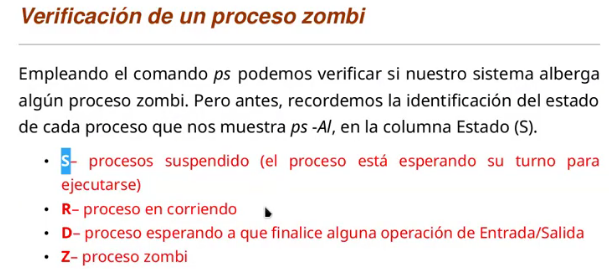 Verificación de un proceso zombi
Empleando el comando ps podemos verificar si nuestro sistema alberga
algún proceso zombi. Pero antes, recordemos la identificación del estado
de cada proceso que nos muestra ps -Al, en la columna Estado (S).
• S– procesos suspendido (el proceso está esperando su turno para
ejecutarse)
• R– proceso en corriendo
• D– proceso esperando a que finalice alguna operación de Entrada/Salida
• Z– proceso zombi